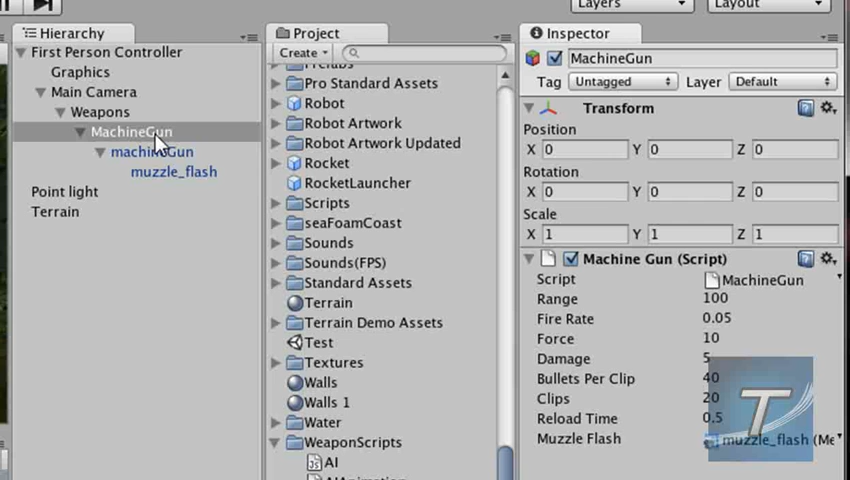 Layers
Layout
Hierarchy
First Person Controller
Graphics
Main Camera
Weapons
MachineGun
machineGun
muzzle_flash
Point light
Terrain
Project
Create
Prefabs
Pro Standard Assets
Robot
Robot Artwork
Robot Artwork Updated
Rocket
RocketLauncher
Scripts
seaFoamCoast
Sounds
Sounds(FPS)
Standard Assets
Terrain
Terrain Demo Assets
Test
Textures
Walls
Walls 1
Water
WeaponScripts
JS AI
AIAnimation
Inspector
MachineGun
Tag Untagged Layer Default
Transform
Position
X 0 Y 0 Z 0
Rotation
X 0 Y 0 Z 0
Scale
X 1 Y 1 Z 1
Machine Gun (Script)
Script MachineGun
Range 100
Fire Rate 0.05
Force 10
Damage 5
Bullets Per Clip 40
Clips 20
Reload Time 0.5
Muzzle Flash muzzle_flash (Me
T